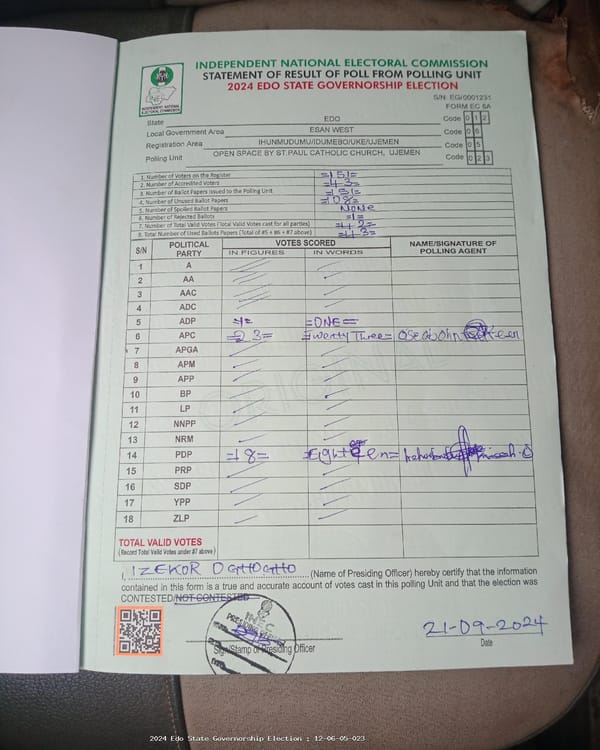 INDEPENDENT NATIONAL ELECTORAL COMMISSION
STATEMENT OF RESULT OF POLL FROM POLLING UNIT
2024 EDO STATE GOVERNORSHIP ELECTION
S/N: EG/0001231
FORM EC 8A
State EDO Code 0 1 2
Local Government Area ESAN WEST Code 0 6
Registration Area IHUNMUDUMU/IDUMEBO/UKE/UJEMEN Code 0 5
Polling Unit OPEN SPACE BY ST.PAUL CATHOLIC CHURCH, UJEMEN Code 0 2 3
1. Number of Voters on the Register =151=
2. Number of Accredited Voters =43=
3. Number of Ballot Papers Issued to the Polling Unit =151=
4. Number of Unused Ballot Papers =108=
5. Number of Spoiled Ballot Papers NONE
6. Number of Rejected Ballots =1=
7. Number of Total Valid Votes (Total Valid Votes cast for all parties) =42=
8. Total Number of Used Ballots Papers (Total of #5 + #6 + #7 above) =43=
S/N POLITICAL PARTY VOTES SCORED NAME/SIGNATURE OF POLLING AGENT
IN FIGURES IN WORDS
1 A
2 AA
3 AAC
4 ADC
5 ADP =ONE=
6 APC =23= =Twenty Three=
7 APGA
8 APM
9 APP
10 BP
11 LP
12 NNPP
13 NRM
14 PDP =18= =Eighteen=
15 PRP
16 SDP
17 YPP
18 ZLP
TOTAL VALID VOTES
(Record Total Valid Votes under #7 above)
I, IZEKOR OGHOGHO (Name of Presiding Officer) hereby certify that the information
contained in this form is a true and accurate account of votes cast in this polling Unit and that the election was
CONTESTED/NOT CONTESTED
INEC
PRESIDING OFFICER
21-09-2024
Sign/Stamp of Presiding Officer
Date
2024 Edo State Governorship Election : 12-06-05-023